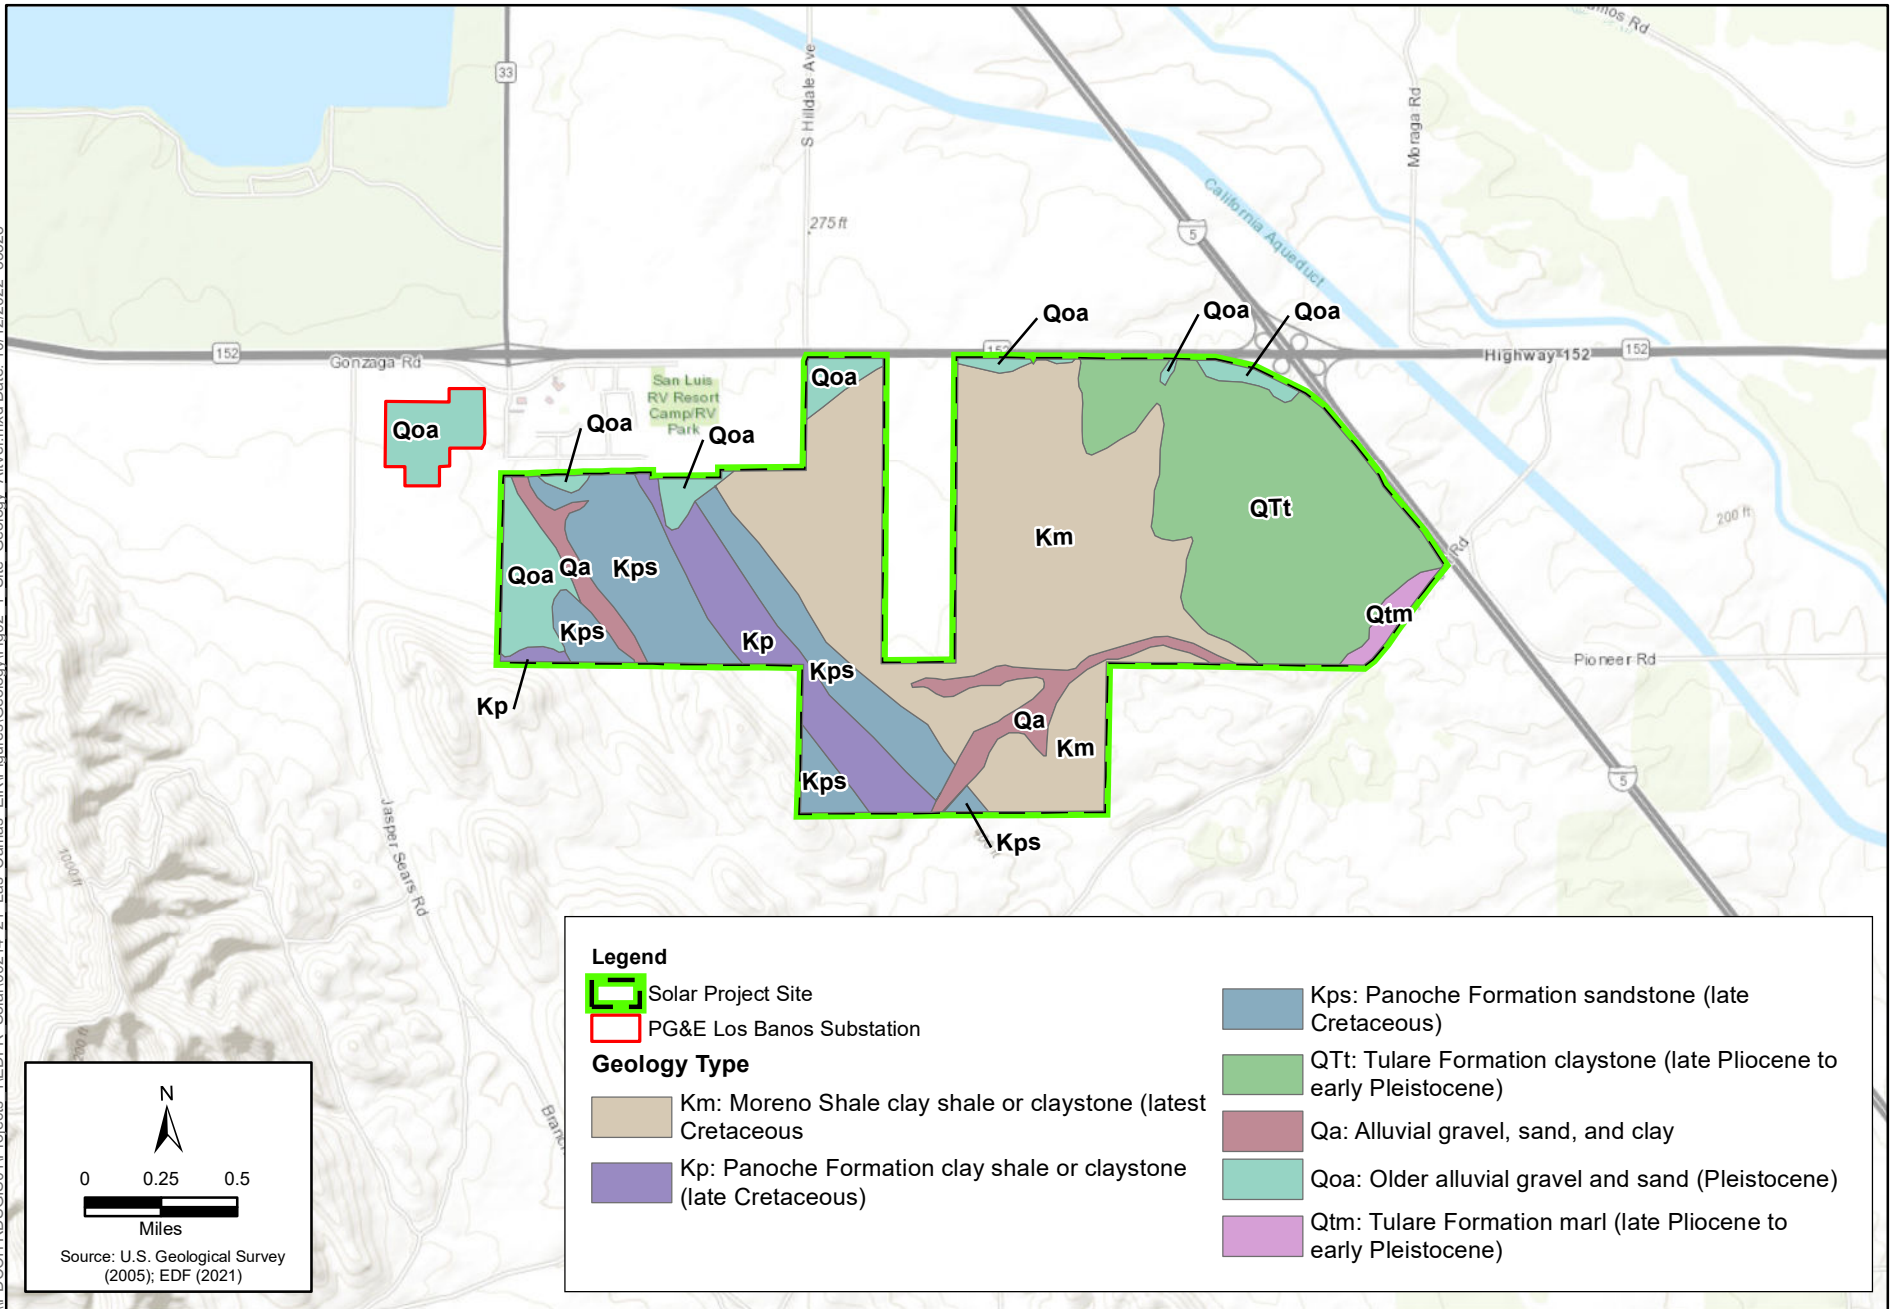 nos Rd
33
S Hilldale Ave
Moraga Rd
California Aqueduct
275 ft
5
Qoa
Qoa
Qoa
152
152
Highway 152
152
Gonzaga Rd
San Luis
RV Resort
Camp/RV
Park
Qoa
Qoa
Qoa
Qoa
QTt
200 ft
Rd
Km
Qoa
Qa
Kps
Kps
Kp
Kps
Qtm
Pioneer Rd
Kp
Qa
Km
Kps
5
Kps
Jasper Sears Rd
1000 ft
Legend
Solar Project Site
PG&E Los Banos Substation
Geology Type
Km: Moreno Shale clay shale or claystone (latest
Cretaceous
Kp: Panoche Formation clay shale or claystone
(late Cretaceous)
Kps: Panoche Formation sandstone (late
Cretaceous)
QTt: Tulare Formation claystone (late Pliocene to
early Pleistocene)
Qa: Alluvial gravel, sand, and clay
Qoa: Older alluvial gravel and sand (Pleistocene)
Qtm: Tulare Formation marl (late Pliocene to
early Pleistocene)
N
0 0.25 0.5
Miles
Source: U.S. Geological Survey
(2005); EDF (2021)